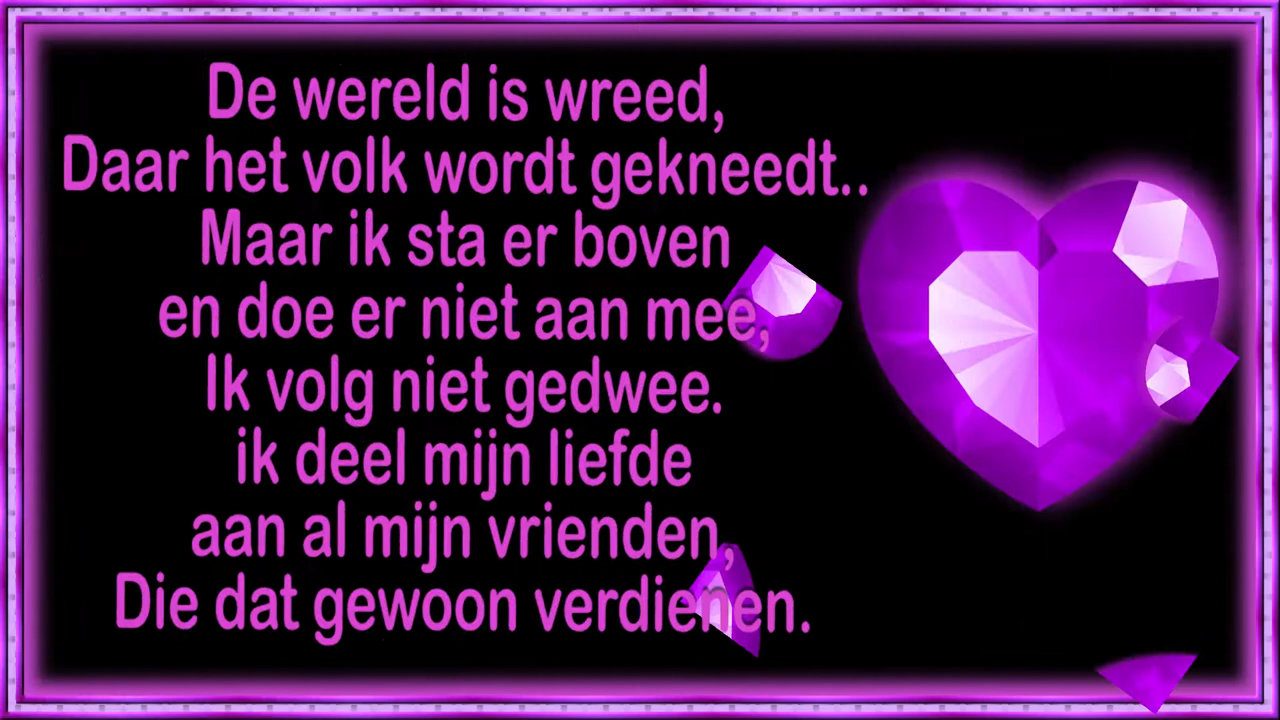 De wereld is wreed,
Daar het volk wordt gekneedt..
Maar ik sta er boven
en doe er niet aan mee,
Ik volg niet gedwee.
ik deel mijn liefde
aan al mijn vrienden,
Die dat gewoon verdienen.